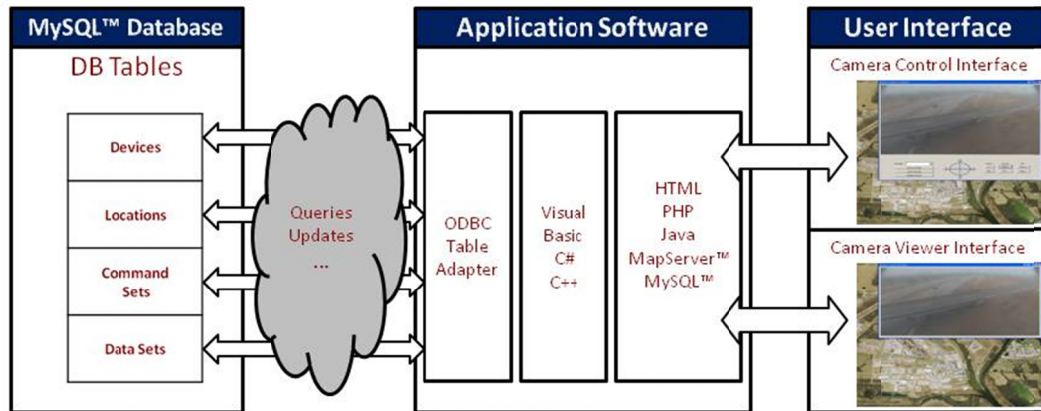 MySQL™ Database
DB Tables
Devices
Locations
Command
Sets
Data Sets
Queries
Updates
...
Application Software
ODBC
Table
Adapter
Visual
Basic
C#
C++
HTML
PHP
Java
MapServer™
MySQL™
User Interface
Camera Control Interface
Camera Viewer Interface